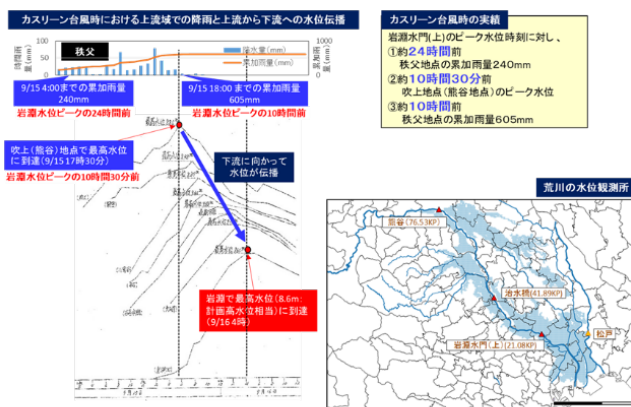 カスリーン台風時における上流域での降雨と上流から下流への水位伝播
時間雨量(mm)
100
50
0
秩父
降水量(mm)
累加雨量(mm)
1000
0
累加雨量(mm)
9/15 4:00までの累加雨量
240mm
岩淵水位ピークの24時間前
9/15 18:00 までの累加雨量
605mm
岩淵水位ピークの10時間前
吹上(熊谷)地点で最高水位
に到達(9/15 17時30分)
岩淵水位ピークの10時間30分前
下流に向かって
水位が伝播
岩淵で最高水位(8.6m:
計画高水位相当)に到達
(9/16 4時)
カスリーン台風時の実績
岩淵水門(上)のピーク水位時刻に対し、
①約24時間前
秩父地点の累加雨量240mm
②約10時間30分前
吹上地点(熊谷地点)のピーク水位
③約10時間前
秩父地点の累加雨量605mm
荒川の水位観測所
熊谷(76.53KP)
治水橋(41.89KP)
岩淵水門(上)(21.08KP)
松戸